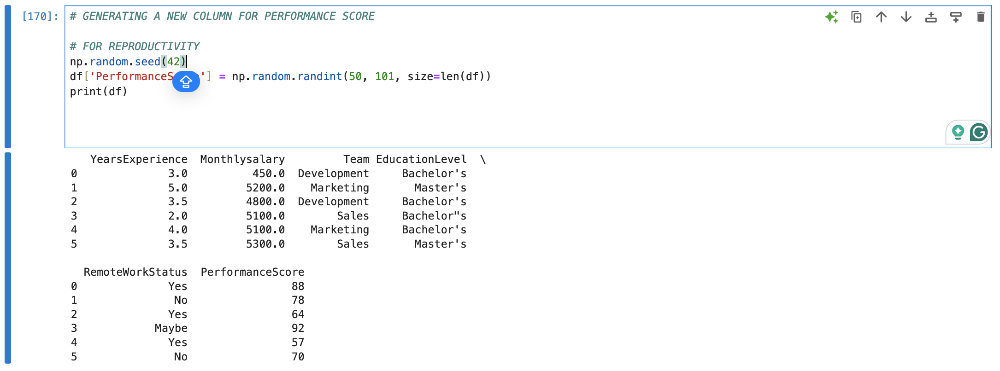 [170]: # GENERATING A NEW COLUMN FOR PERFORMANCE SCORE
# FOR REPRODUCTIVITY
np.random.seed(42)
df['PerformanceS e'] = np.random.randint(50, 101, size=len(df))
print(df)
   YearsExperience  Monthlysalary         Team EducationLevel  \
0              3.0          450.0  Development     Bachelor's
1              5.0         5200.0    Marketing       Master's
2              3.5         4800.0  Development     Bachelor's
3              2.0         5100.0        Sales     Bachelor"s
4              4.0         5100.0    Marketing     Bachelor's
5              3.5         5300.0        Sales       Master's
  RemoteWorkStatus  PerformanceScore
0              Yes                88
1               No                78
2              Yes                64
3            Maybe                92
4              Yes                57
5               No                70